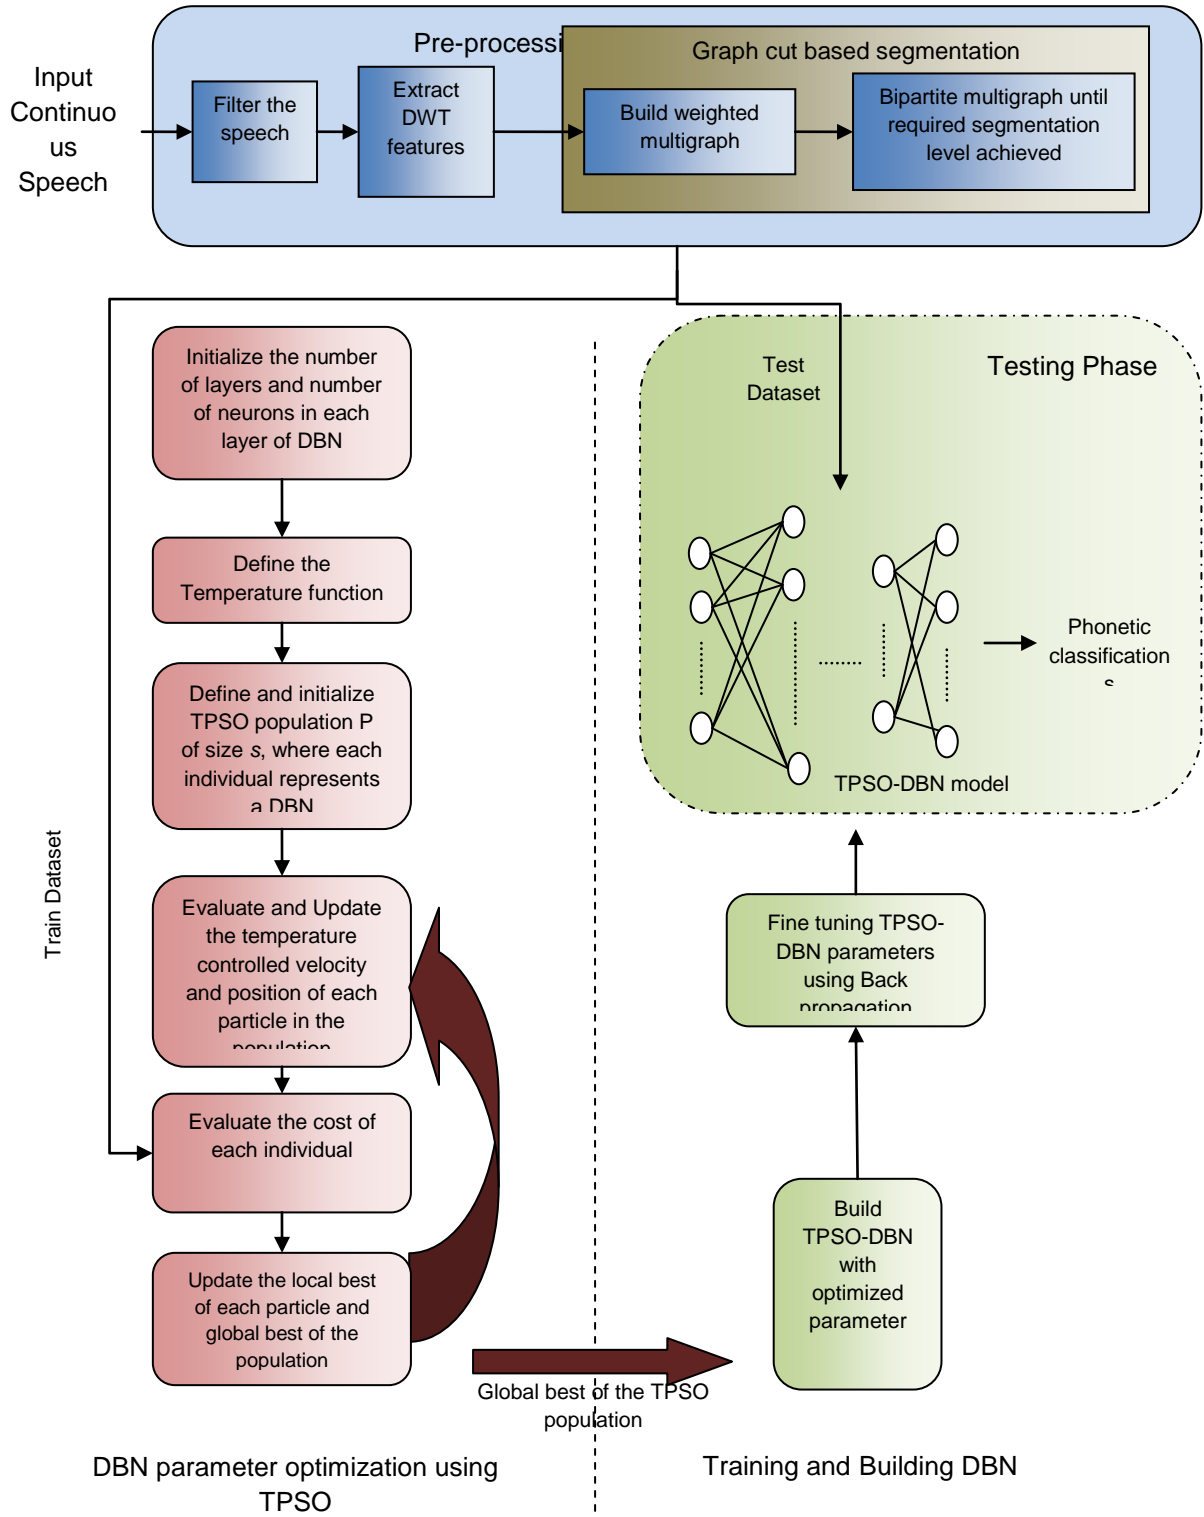 Pre-processi
Graph cut based segmentation
Input
Continuo
us
Speech
Filter the
speech
Extract
DWT
features
Build weighted
multigraph
Bipartite multigraph until
required segmentation
level achieved
Initialize the number
of layers and number
of neurons in each
layer of DBN
Define the
Temperature function
Define and initialize
TPSO population P
of size s, where each
individual represents
a DBN
Train Dataset
Evaluate and Update
the temperature
controlled velocity
and position of each
particle in the
population
Evaluate the cost of
each individual
Update the local best
of each particle and
global best of the
population
Global best of the TPSO
population
DBN parameter optimization using
TPSO
Test
Dataset
Testing Phase
Phonetic
classification
s
TPSO-DBN model
Fine tuning TPSO-
DBN parameters
using Back
propagation
Build
TPSO-DBN
with
optimized
parameter
Training and Building DBN